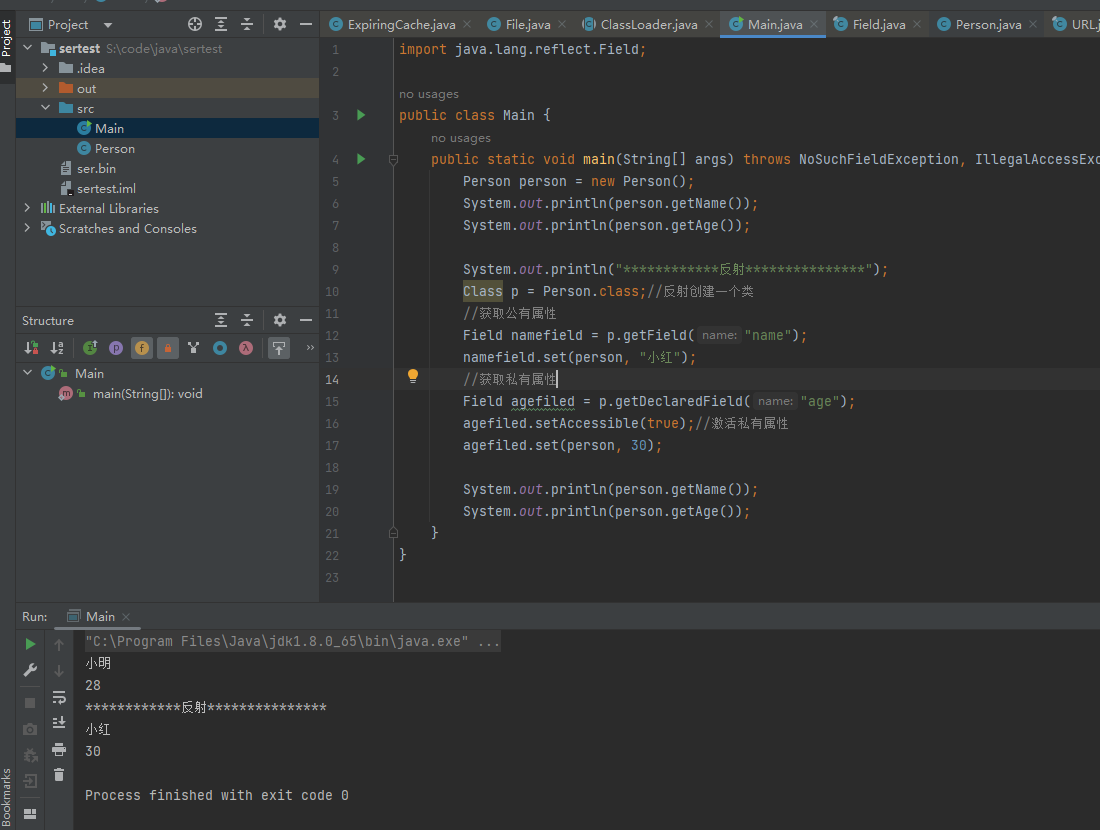 Project
ExpiringCache.java
File.java
ClassLoader.java
Main.java
Field.java
Person.java
URL.j
Project
sertest S:\code\java\sertest
.idea
out
src
Main
Person
ser.bin
sertest.iml
External Libraries
Scratches and Consoles
Structure
Main
main(String[]): void
1 import java.lang.reflect.Field;
2
no usages
3 public class Main {
no usages
4 public static void main(String[] args) throws NoSuchFieldException, IllegalAccessExc
5 Person person = new Person();
6 System.out.println(person.getName());
7 System.out.println(person.getAge());
8
9 System.out.println("************反射***************");
10 Class p = Person.class;//反射创建一个类
11 //获取公有属性
12 Field namefield = p.getField( name: "name");
13 namefield.set(person, "小红");
14 //获取私有属性
15 Field agefiled = p.getDeclaredField( name: "age");
16 agefiled.setAccessible(true);//激活私有属性
17 agefiled.set(person, 30);
18
19 System.out.println(person.getName());
20 System.out.println(person.getAge());
21 }
22 }
23
Run: Main
"C:\Program Files\Java\jdk1.8.0_65\bin\java.exe" ...
小明
28
************反射***************
小红
30
Process finished with exit code 0
Bookmarks